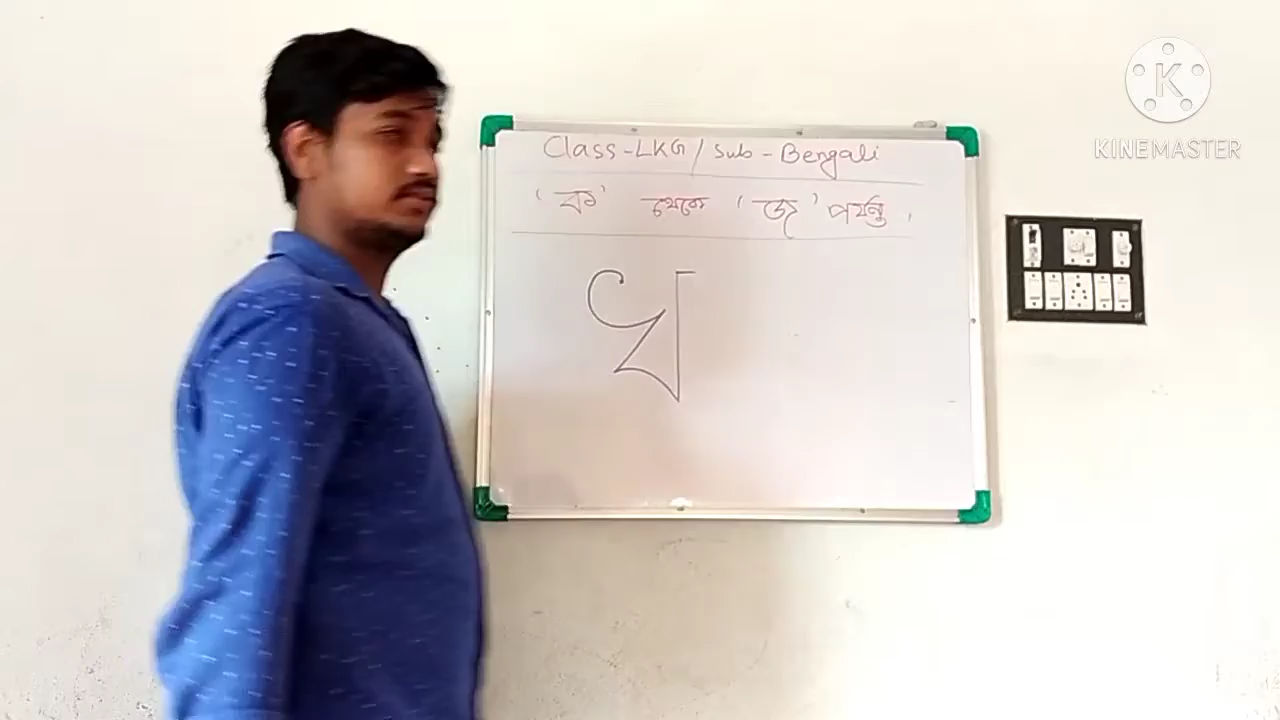 Class-LKG / Sub - Bengali
'ক' থেকে 'জ' পর্যন্ত।
খ
K
KINEMASTER